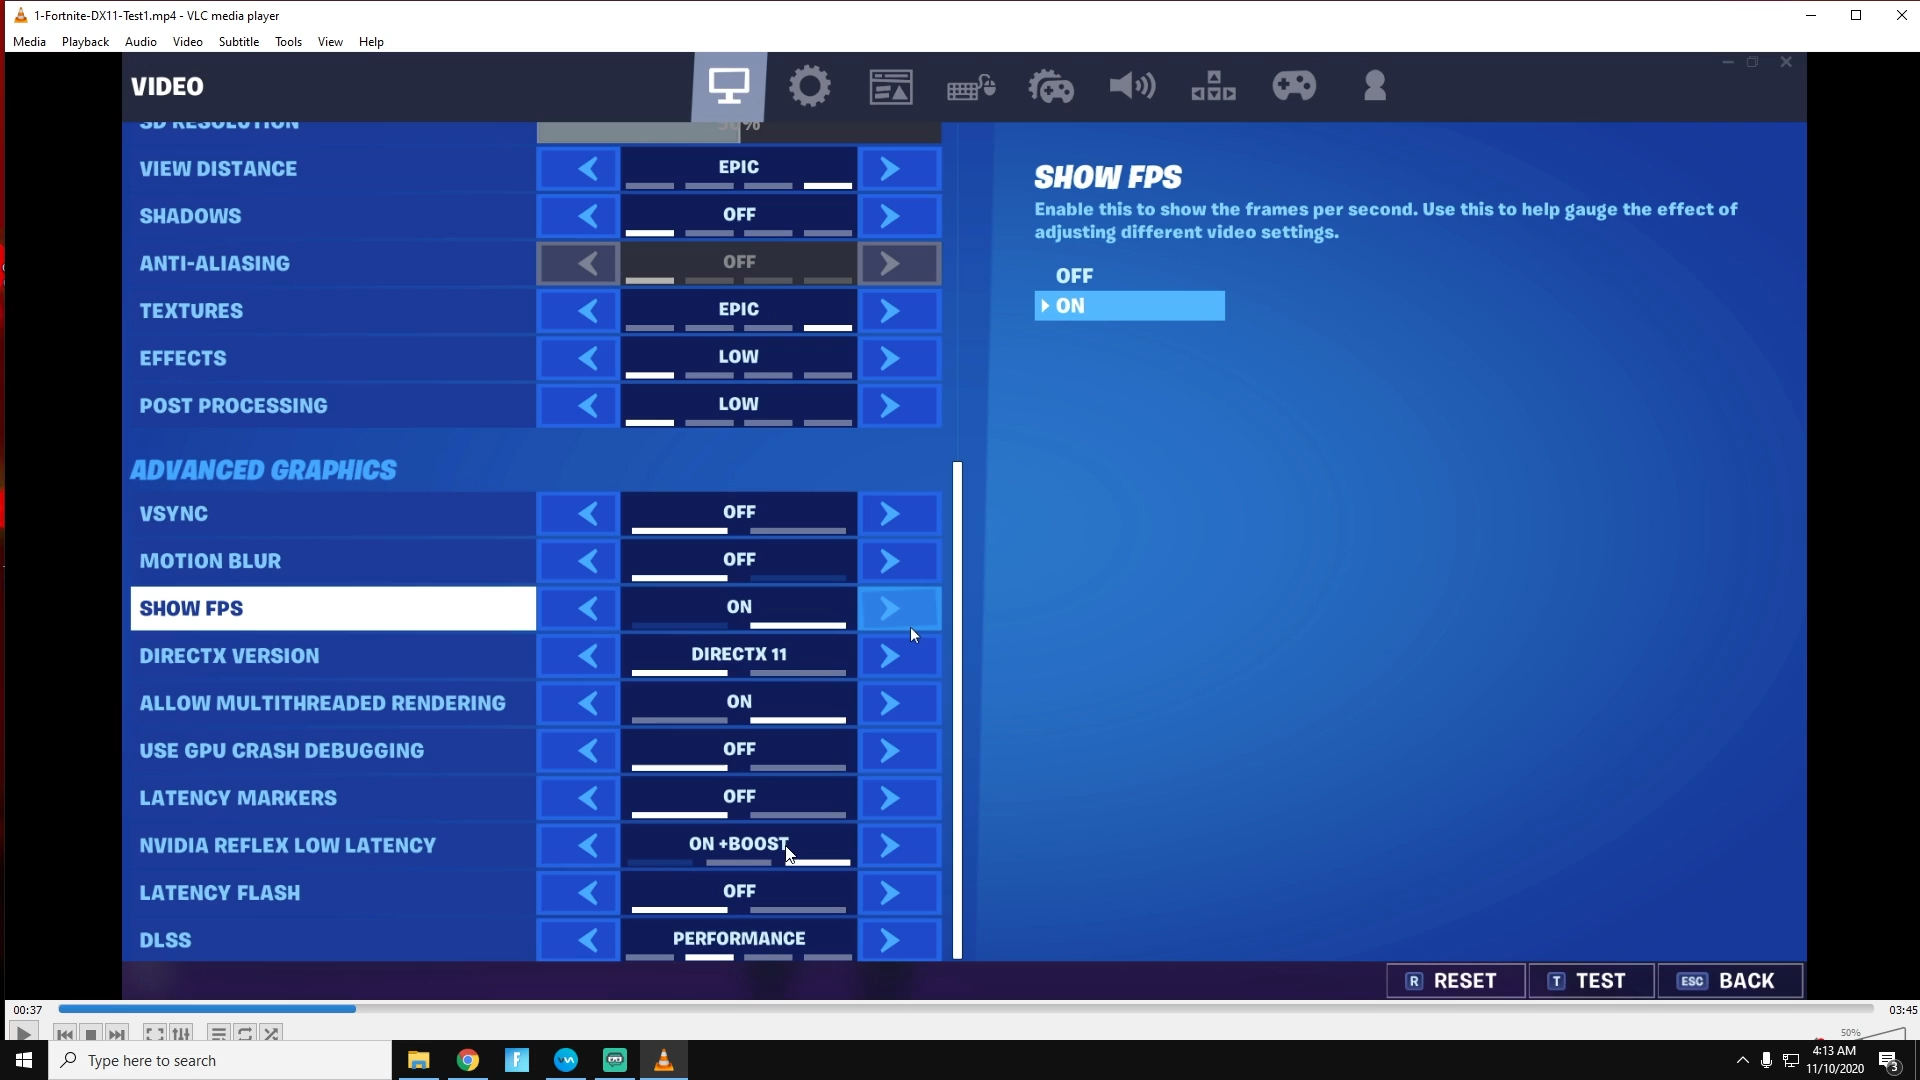 1-Fortnite-DX11-Test1.mp4 - VLC media player
Media Playback Audio Video Subtitle Tools View Help
VIDEO
3D RESOLUTION 50%
VIEW DISTANCE EPIC
SHADOWS OFF
ANTI-ALIASING OFF
TEXTURES EPIC
EFFECTS LOW
POST PROCESSING LOW
ADVANCED GRAPHICS
VSYNC OFF
MOTION BLUR OFF
SHOW FPS ON
DIRECTX VERSION DIRECTX 11
ALLOW MULTITHREADED RENDERING ON
USE GPU CRASH DEBUGGING OFF
LATENCY MARKERS OFF
NVIDIA REFLEX LOW LATENCY ON +BOOST
LATENCY FLASH OFF
DLSS PERFORMANCE
SHOW FPS
Enable this to show the frames per second. Use this to help gauge the effect of
adjusting different video settings.
OFF
ON
R RESET T TEST ESC BACK
00:37 03:45
50%
Type here to search
4:13 AM
11/10/2020
3